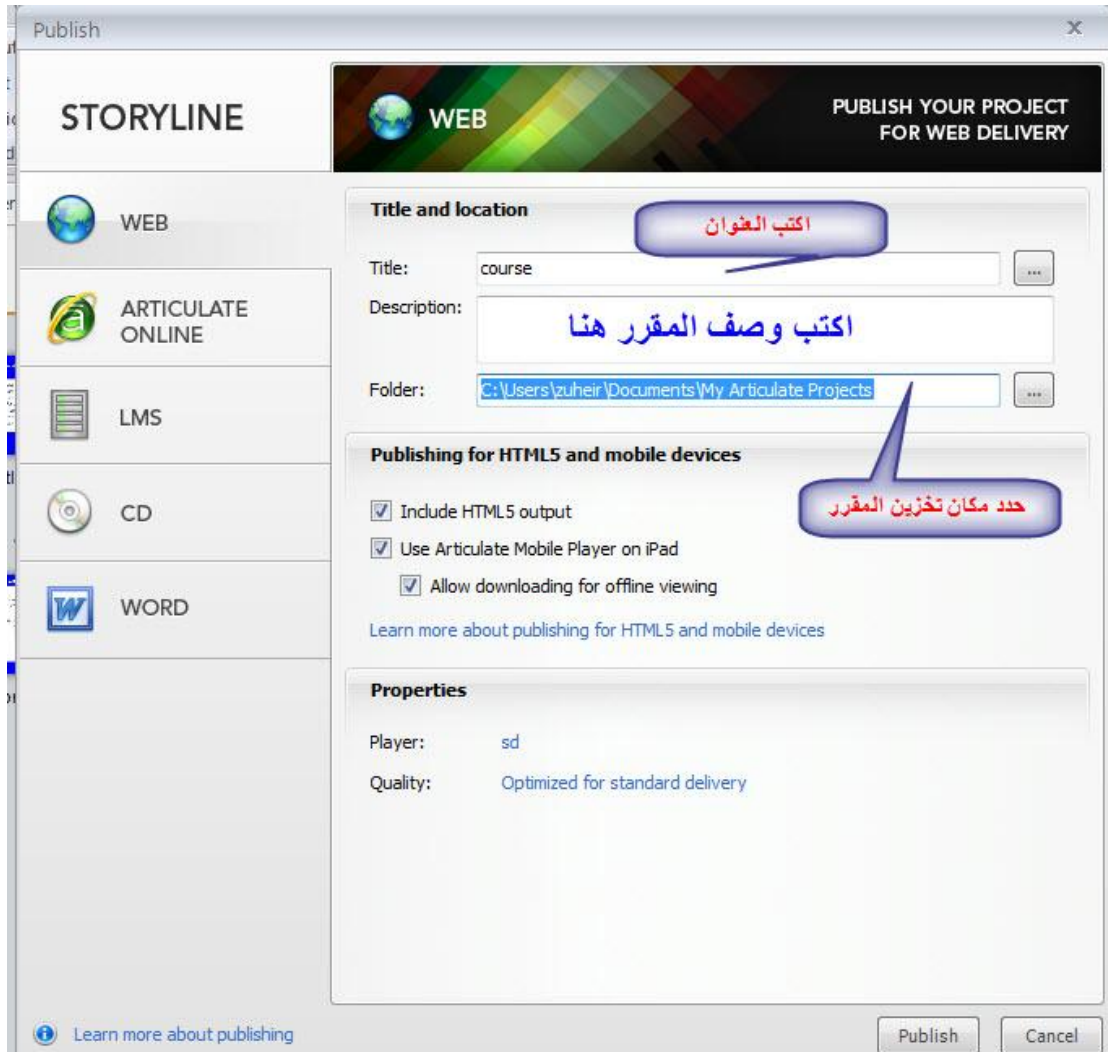 Publish
STORYLINE
WEB
PUBLISH YOUR PROJECT
FOR WEB DELIVERY
WEB
ARTICULATE
ONLINE
LMS
CD
WORD
Title and location
اكتب العنوان
Title:
course
...
Description:
اكتب وصف المقرر هنا
Folder:
C:\Users\zuheir\Documents\My Articulate Projects
...
Publishing for HTML5 and mobile devices
حدد مكان تخزين المقرر
Include HTML5 output
Use Articulate Mobile Player on iPad
Allow downloading for offline viewing
Learn more about publishing for HTML5 and mobile devices
Properties
Player:
sd
Quality:
Optimized for standard delivery
Learn more about publishing
Publish
Cancel